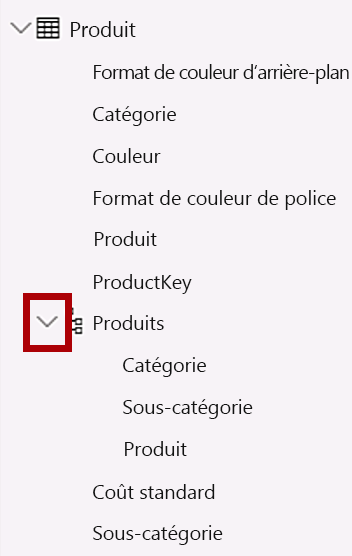 Produit
Format de couleur d’arrière-plan
Catégorie
Couleur
Format de couleur de police
Produit
ProductKey
Produits
Catégorie
Sous-catégorie
Produit
Coût standard
Sous-catégorie